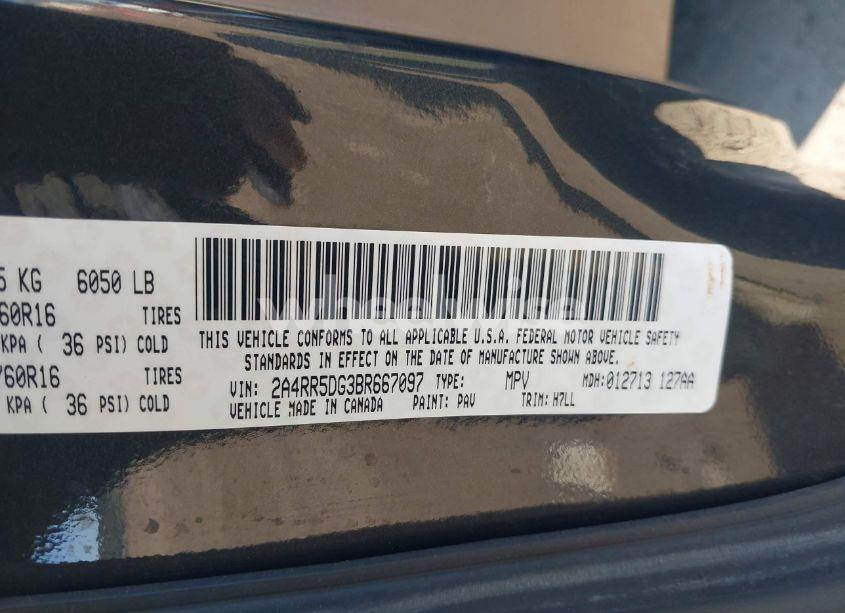 5 KG 6050 LB
60R16 TIRES
KPA ( 36 PSI) COLD
/60R16 TIRES
KPA ( 36 PSI) COLD
THIS VEHICLE CONFORMS TO ALL APPLICABLE U.S.A. FEDERAL MOTOR VEHICLE SAFETY
STANDARDS IN EFFECT ON THE DATE OF MANUFACTURE SHOWN ABOVE.
VIN: 2A4RR5DG3BR667097 TYPE: MPV MDH:012713 127AA
VEHICLE MADE IN CANADA PAINT: PAV TRIM: H7LL
wheelwise